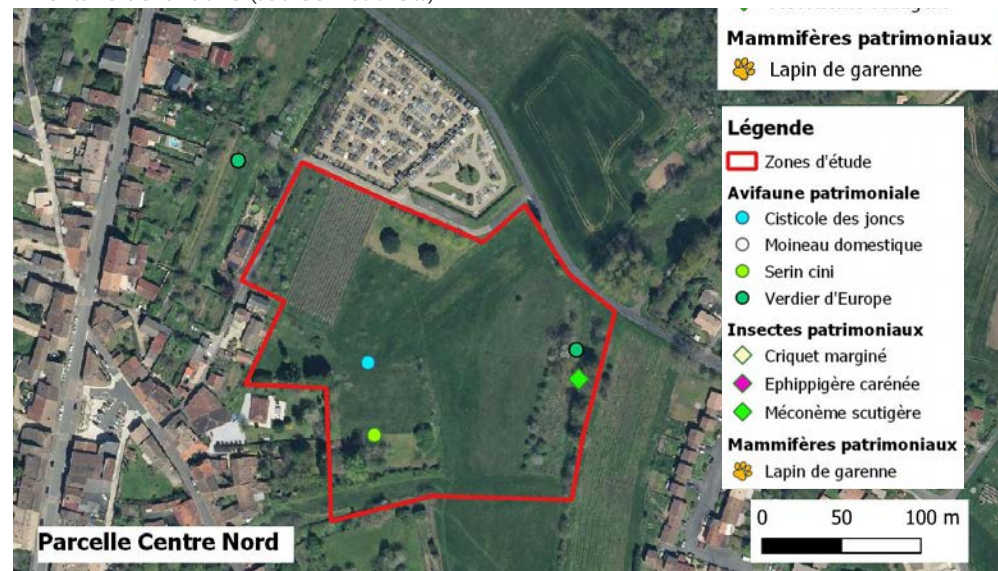 Mammifères patrimoniaux
Lapin de garenne
Légende
Zones d'étude
Avifaune patrimoniale
Cisticole des joncs
Moineau domestique
Serin cini
Verdier d'Europe
Insectes patrimoniaux
Criquet marginé
Ephippigère carénée
Méconème scutigère
Mammifères patrimoniaux
Lapin de garenne
0 50 100 m
Parcelle Centre Nord